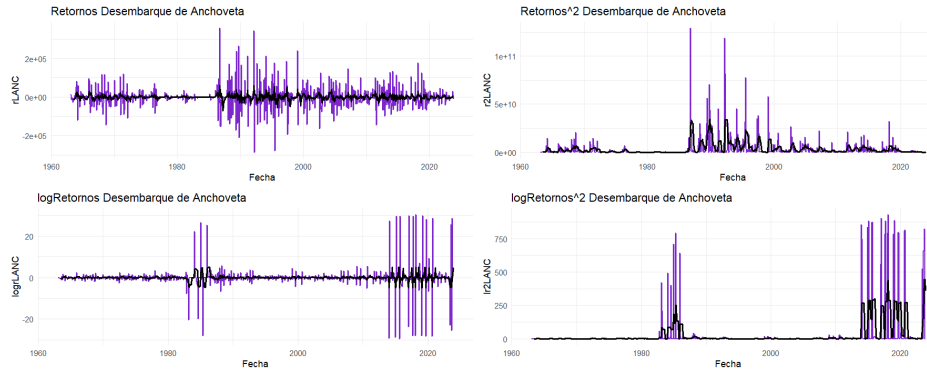 Retornos Desembarque de Anchoveta
rLANC
2e+05
0e+00
-2e+05
1960 1980 2000 2020
Fecha
Retornos^2 Desembarque de Anchoveta
r2LANC
1e+11
5e+10
0e+00
1960 1980 2000 2020
Fecha
logRetornos Desembarque de Anchoveta
logrLANC
20
0
-20
1960 1980 2000 2020
Fecha
logRetornos^2 Desembarque de Anchoveta
lr2LANC
750
500
250
0
1960 1980 2000 2020
Fecha